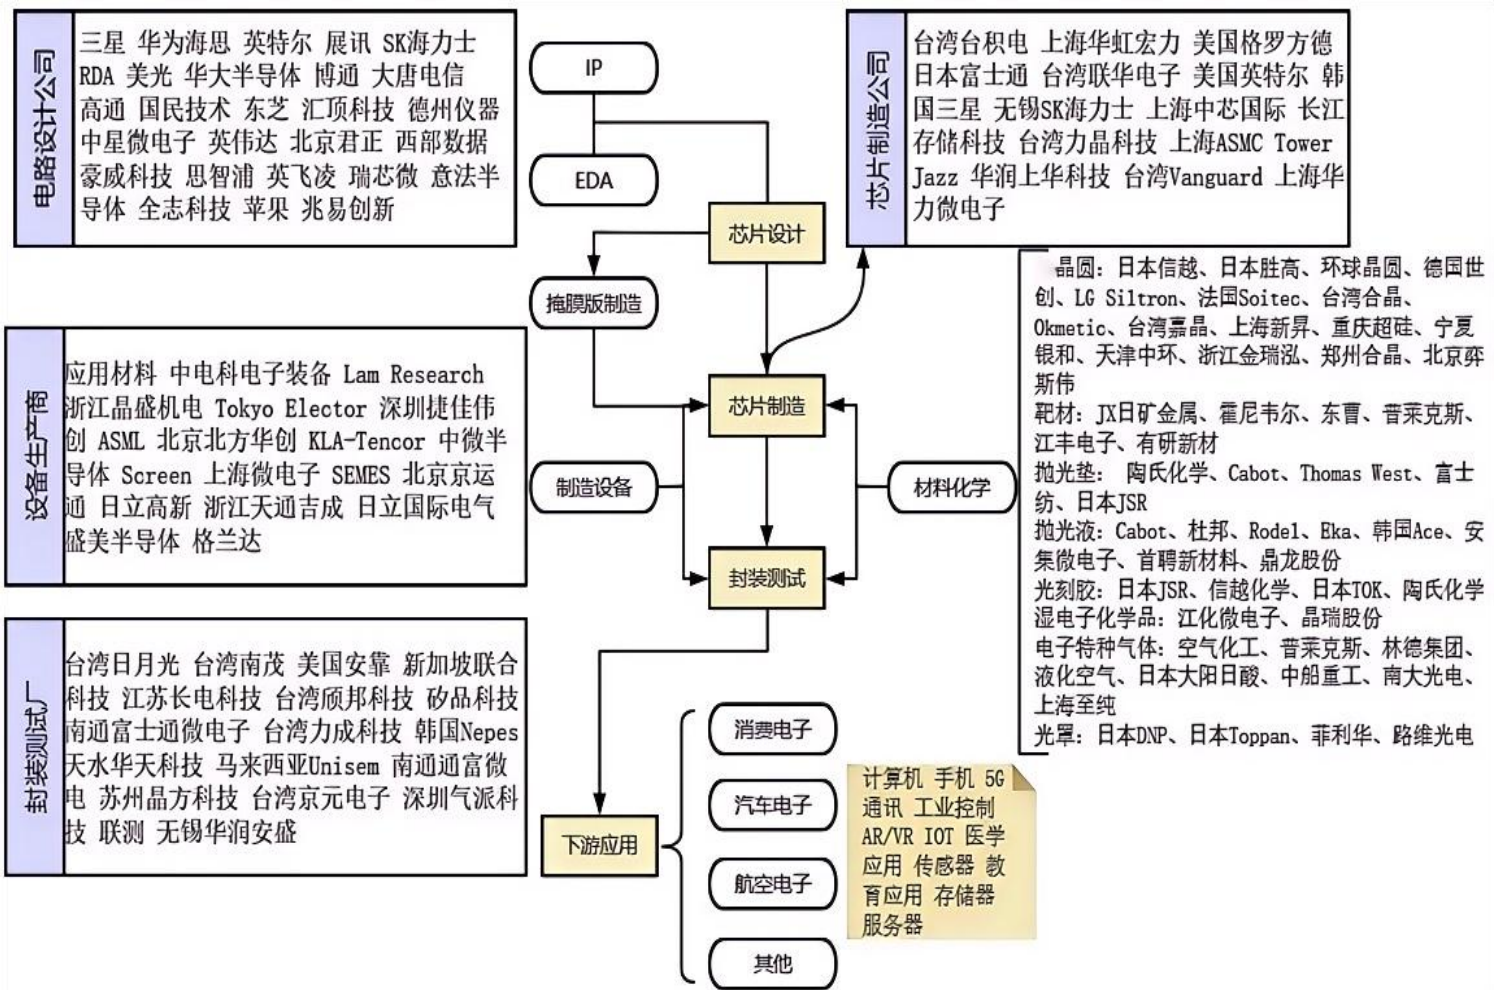 电路设计公司
三星 华为海思 英特尔 展讯 SK海力士
RDA 美光 华大半导体 博通 大唐电信
高通 国民技术 东芝 汇顶科技 德州仪器
中星微电子 英伟达 北京君正 西部数据
豪威科技 思智浦 英飞凌 瑞芯微 意法半
导体 全志科技 苹果 兆易创新
IP
EDA
芯片设计
掩膜版制造
芯片制造公司
台湾台积电 上海华虹宏力 美国格罗方德
日本富士通 台湾联华电子 美国英特尔 韩
国三星 无锡SK海力士 上海中芯国际 长江
存储科技 台湾力晶科技 上海ASMC Tower
Jazz 华润上华科技 台湾Vanguard 上海华
力微电子
设备生产商
应用材料 中电科电子装备 Lam Research
浙江晶盛机电 Tokyo Elector 深圳捷佳伟
创 ASML 北京北方华创 KLA-Tencor 中微半
导体 Screen 上海微电子 SEMES 北京京运
通 日立高新 浙江天通吉成 日立国际电气
盛美半导体 格兰达
芯片制造
制造设备
材料化学
封装测试
晶圆：日本信越、日本胜高、环球晶圆、德国世
创、LG Siltron、法国Soitec、台湾合晶、
Okmetic、台湾嘉晶、上海新昇、重庆超硅、宁夏
银和、天津中环、浙江金瑞泓、郑州合晶、北京弈
斯伟
靶材：JX日矿金属、霍尼韦尔、东曹、普莱克斯、
江丰电子、有研新材
抛光垫： 陶氏化学、Cabot、Thomas West、富士
纺、日本JSR
抛光液：Cabot、杜邦、Rodel、Eka、韩国Ace、安
集微电子、首聘新材料、鼎龙股份
光刻胶：日本JSR、信越化学、日本TOK、陶氏化学
湿电子化学品：江化微电子、晶瑞股份
电子特种气体：空气化工、普莱克斯、林德集团、
液化空气、日本大阳日酸、中船重工、南大光电、
上海至纯
光罩：日本DNP、日本Toppan、菲利华、路维光电
封装测试厂
台湾日月光 台湾南茂 美国安靠 新加坡联合
科技 江苏长电科技 台湾颀邦科技 矽品科技
南通富士通微电子 台湾力成科技 韩国Nepes
天水华天科技 马来西亚Unisem 南通通富微
电 苏州晶方科技 台湾京元电子 深圳气派科
技 联测 无锡华润安盛
下游应用
消费电子
汽车电子
航空电子
其他
计算机 手机 5G
通讯 工业控制
AR/VR IOT 医学
应用 传感器 教
育应用 存储器
服务器